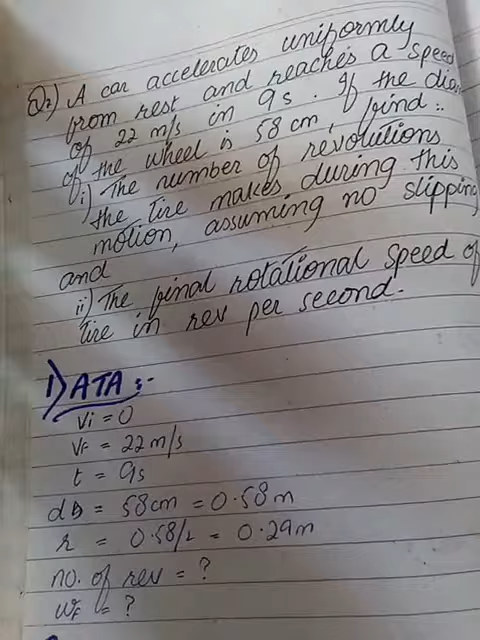 Q2) A car accelerates uniformly
from rest and reaches a speed
of 22 m/s in 9s. If the dia
of the wheel is 58 cm, find :.
i) The number of revolutions
the tire makes during this
motion, assuming no slipping
and
ii) The final rotational speed of
tire in rev per second.
DATA :-
Vi = 0
VF = 22 m/s
t = 9s
= 58cm = 0.58m
r = 0.58/2 = 0.29m
no. of rev = ?
WF = ?